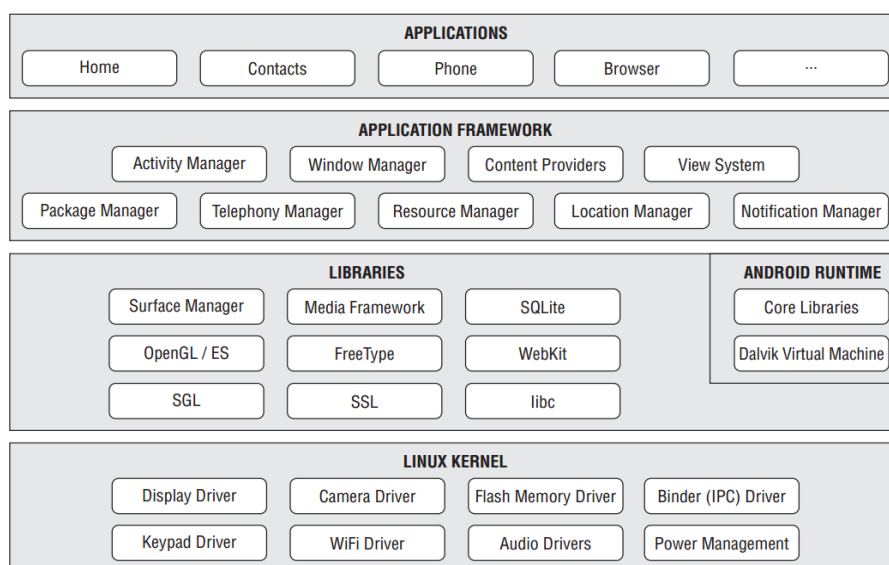 APPLICATIONS
Home Contacts Phone Browser ...
APPLICATION FRAMEWORK
Activity Manager Window Manager Content Providers View System
Package Manager Telephony Manager Resource Manager Location Manager Notification Manager
LIBRARIES ANDROID RUNTIME
Surface Manager Media Framework SQLite Core Libraries
OpenGL / ES FreeType WebKit Dalvik Virtual Machine
SGL SSL libc
LINUX KERNEL
Display Driver Camera Driver Flash Memory Driver Binder (IPC) Driver
Keypad Driver WiFi Driver Audio Drivers Power Management